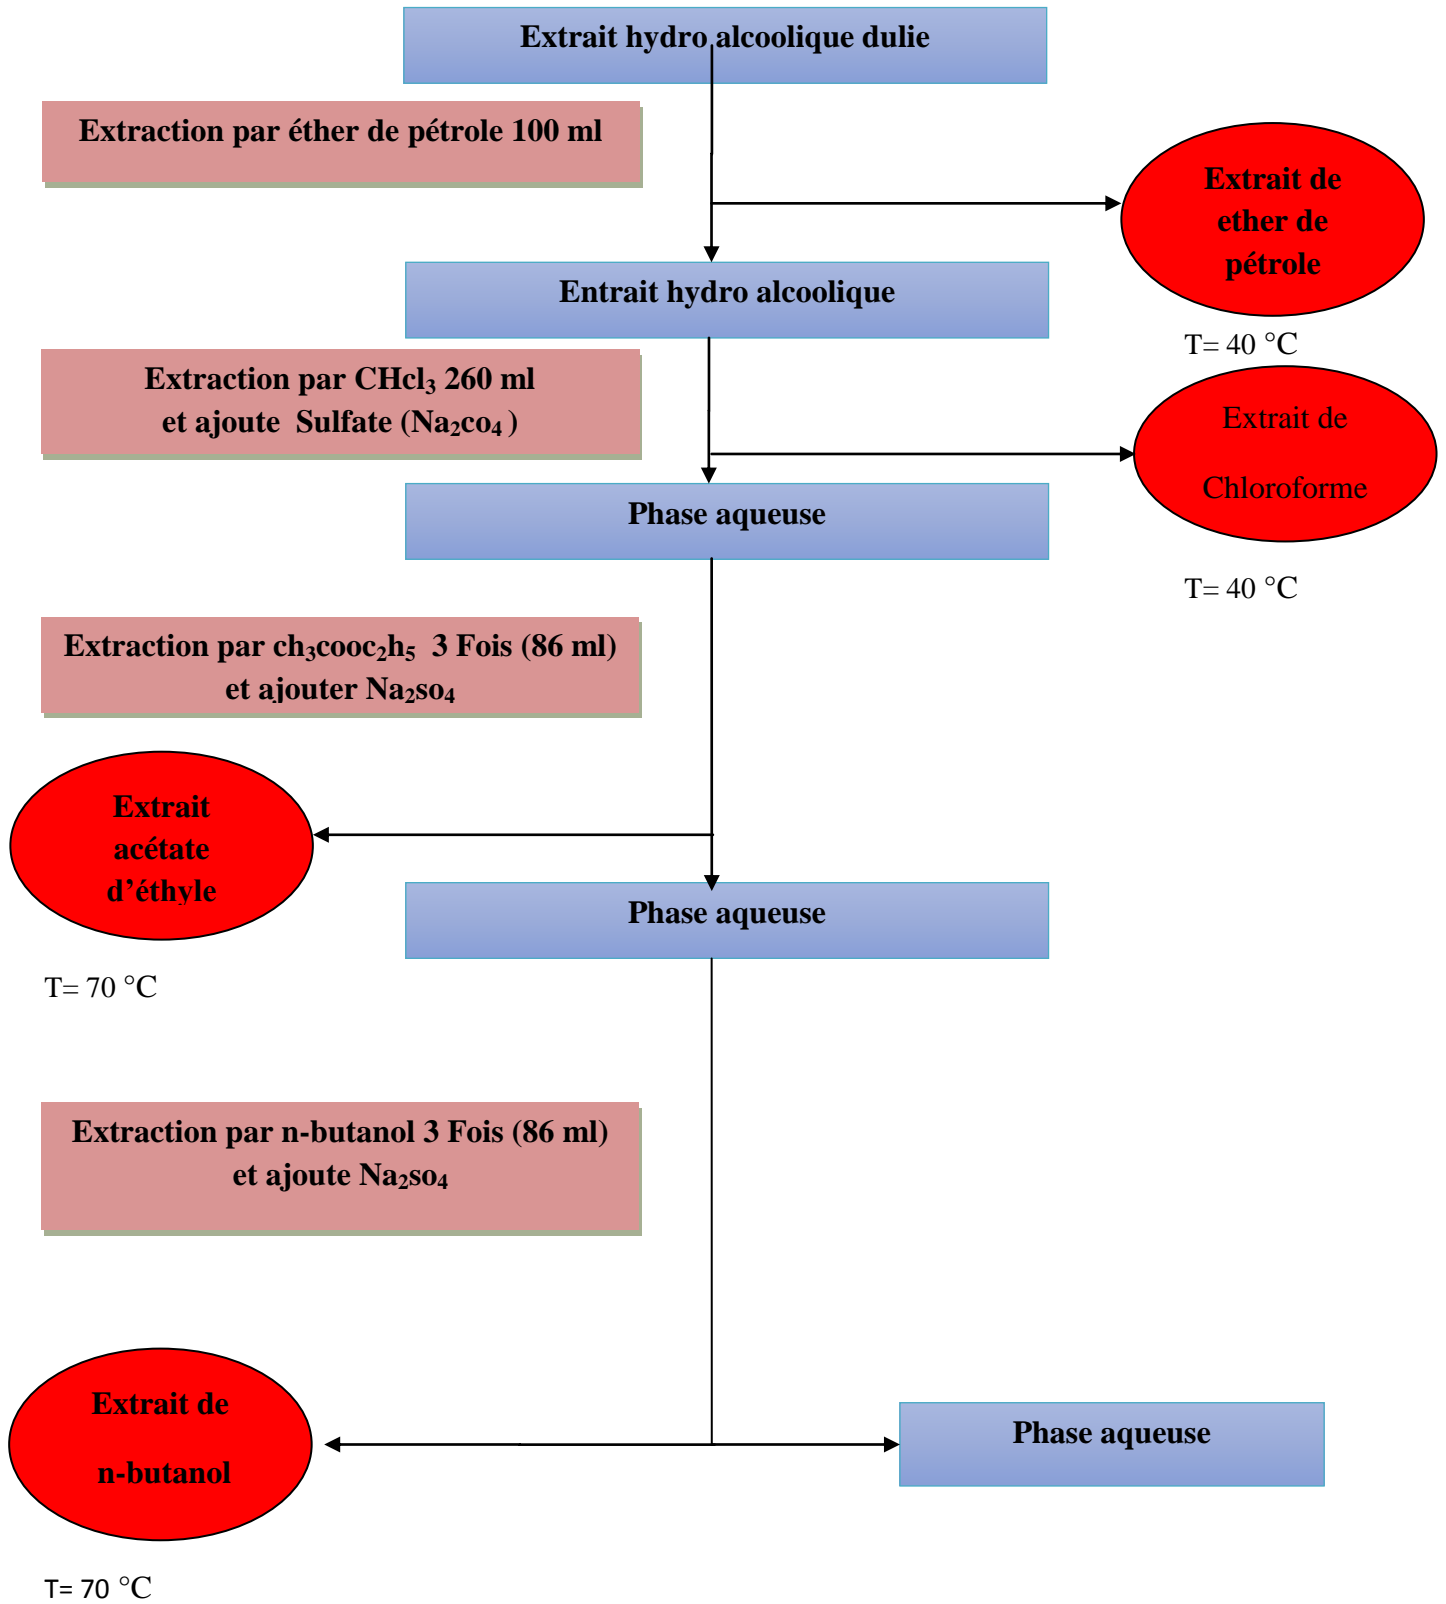 Extrait hydro alcoolique dulie
Extraction par éther de pétrole 100 ml
Extrait de
ether de
pétrole
T= 40 °C
Entrait hydro alcoolique
Extraction par CHcl₃ 260 ml
et ajoute Sulfate (Na₂co₄ )
Extrait de
Chloroforme
T= 40 °C
Phase aqueuse
Extraction par ch₃cooc₂h₅ 3 Fois (86 ml)
et ajouter Na₂so₄
Extrait
acétate
d’éthyle
T= 70 °C
Phase aqueuse
Extraction par n-butanol 3 Fois (86 ml)
et ajoute Na₂so₄
Extrait de
n-butanol
T= 70 °C
Phase aqueuse